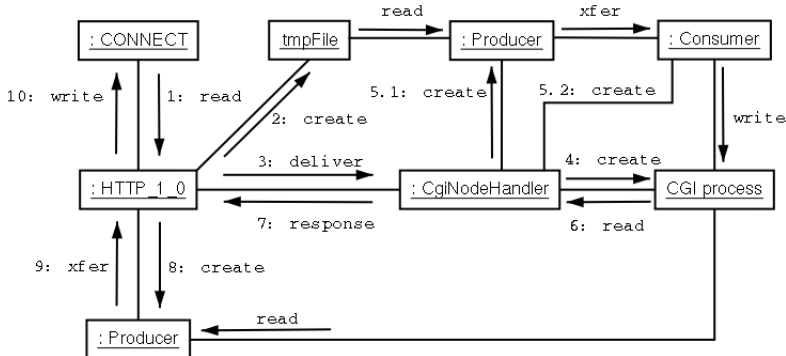 read
xfer
: CONNECT
tmpFile
: Producer
: Consumer
10: write
1: read
5.1: create
5.2: create
2: create
write
3: deliver
4: create
: HTTP_1_0
: CgiNodeHandler
CGI process
7: response
6: read
9: xfer
8: create
read
: Producer